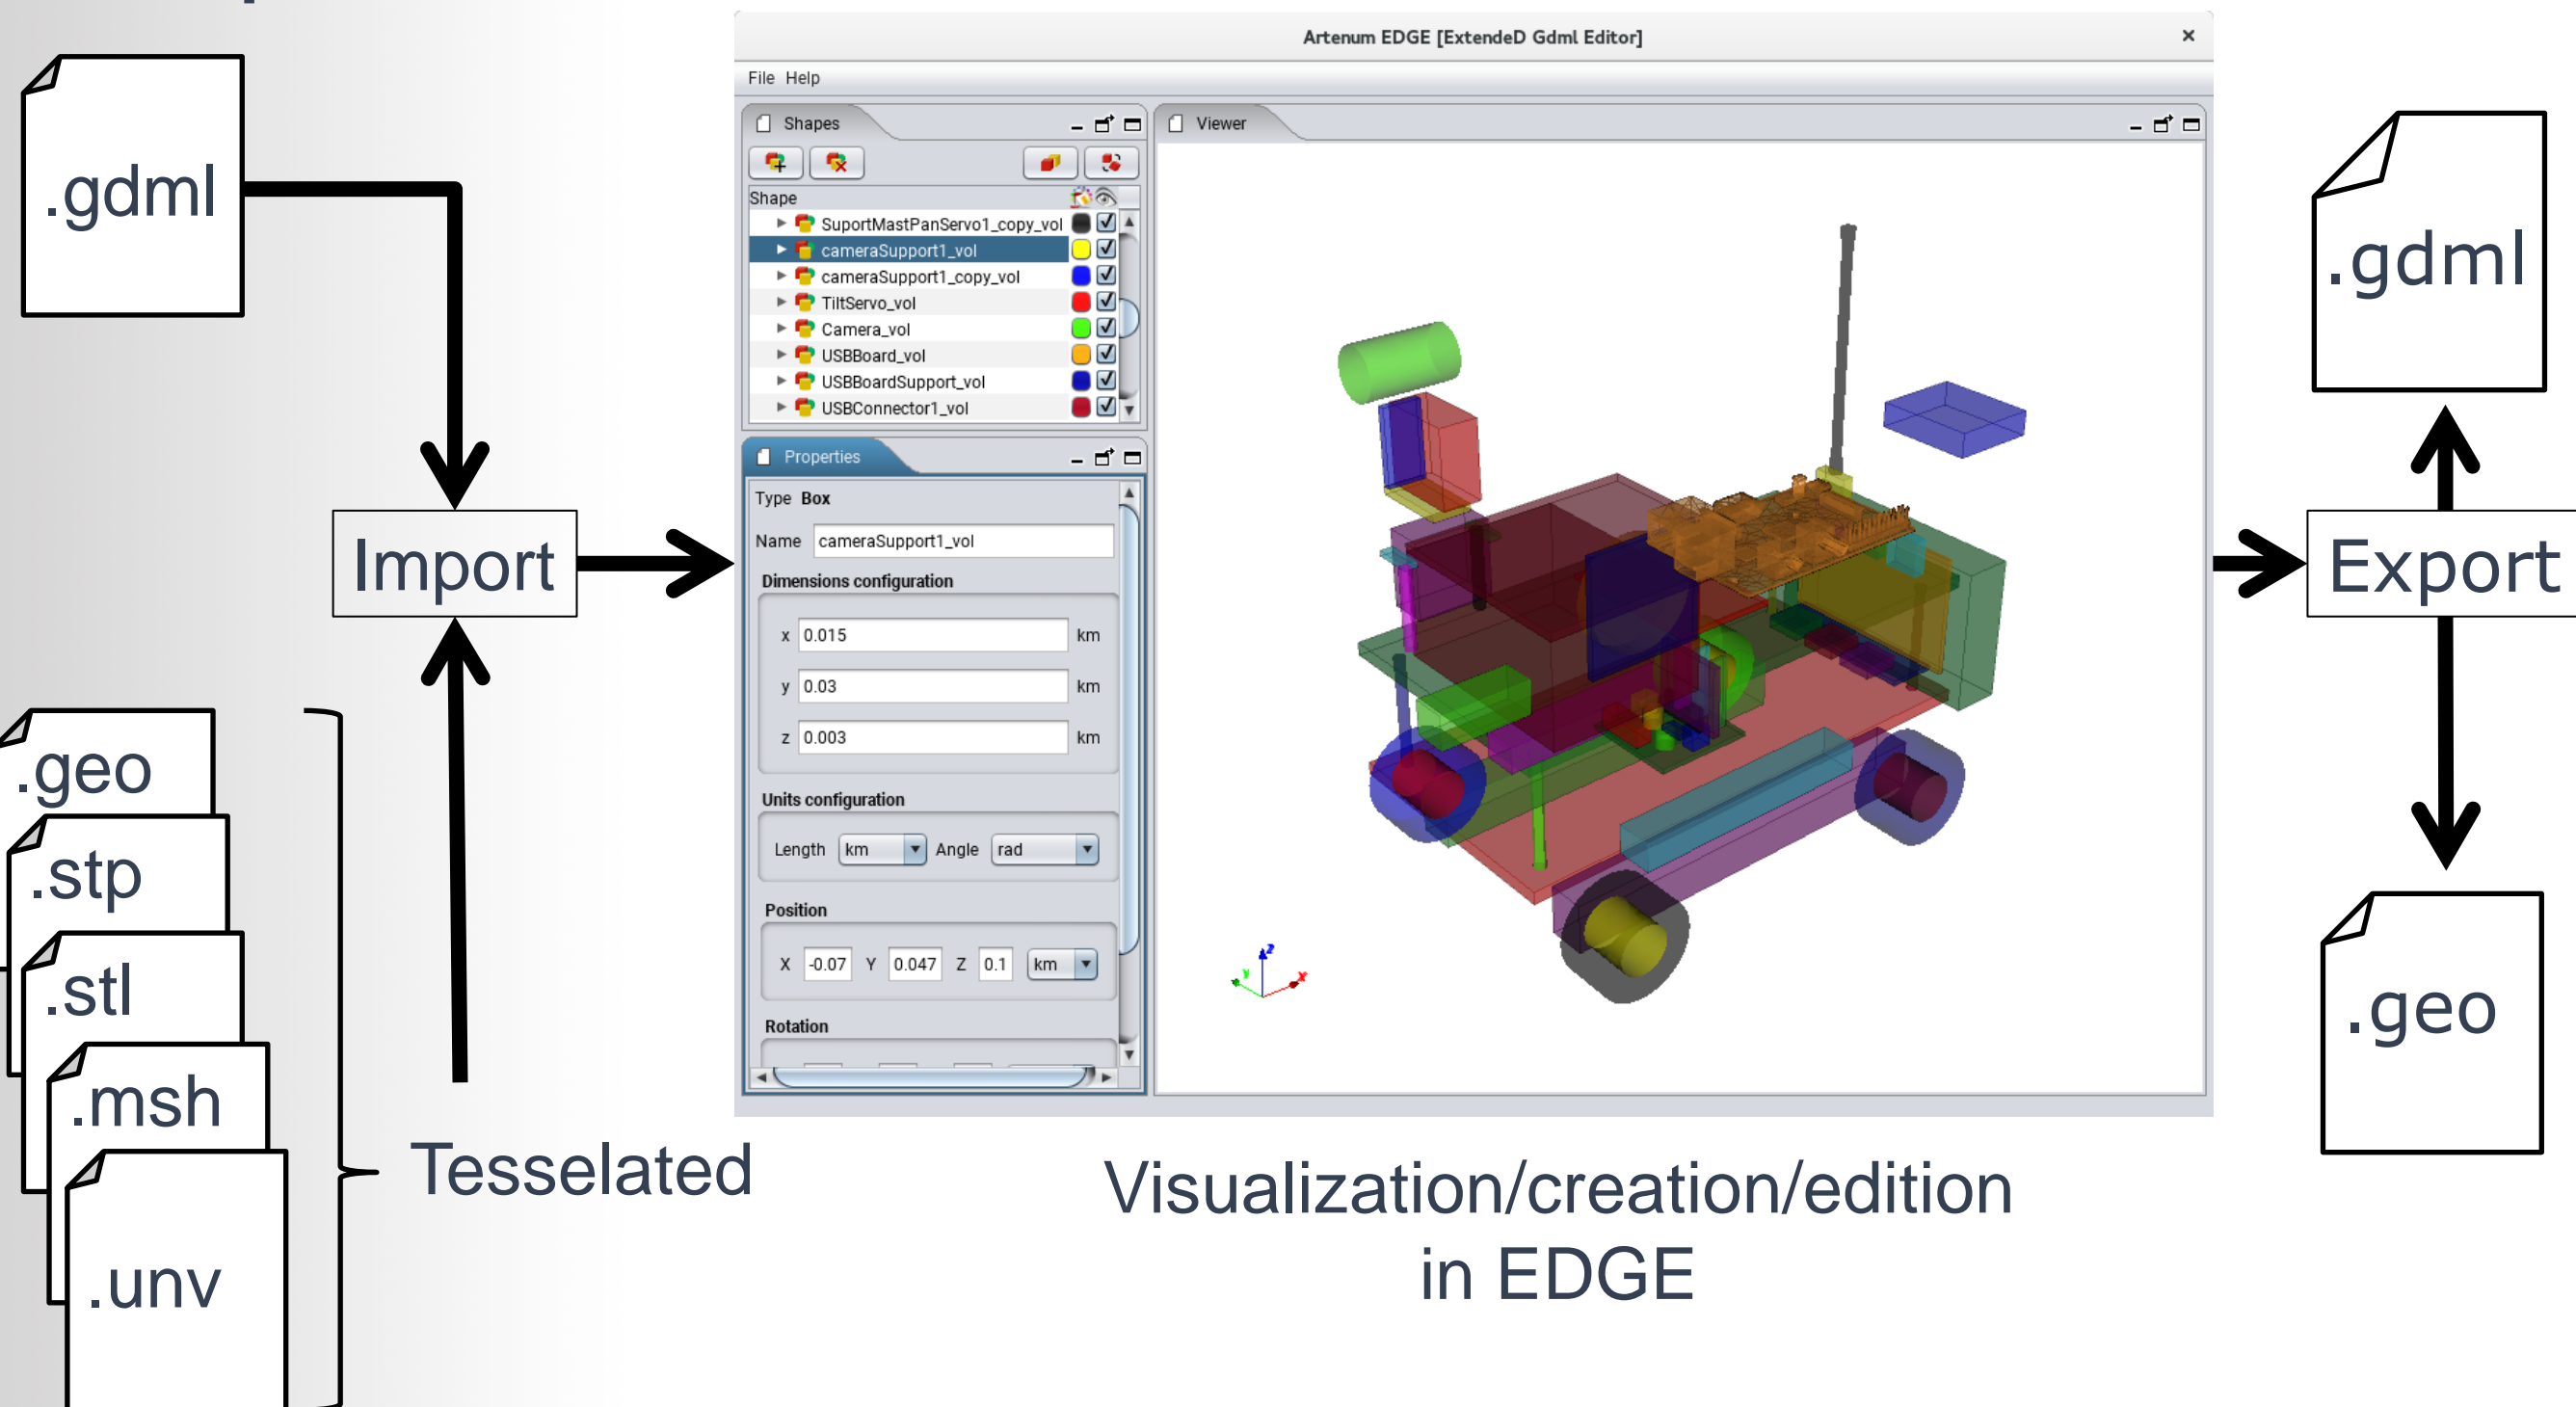 Artenum EDGE [ExtendeD Gdml Editor]
File Help
Shapes
Shape
SuportMastPanServo1_copy_vol
cameraSupport1_vol
cameraSupport1_copy_vol
TiltServo_vol
Camera_vol
USBBoard_vol
USBBoardSupport_vol
USBConnector1_vol
Properties
Type Box
Name cameraSupport1_vol
Dimensions configuration
x 0.015 km
y 0.03 km
z 0.003 km
Units configuration
Length km Angle rad
Position
X -0.07 Y 0.047 Z 0.1 km
Rotation
Viewer
Z
Y
X
.gdml
Import
.geo
.stp
.stl
.msh
.unv
Tesselated
Visualization/creation/edition
in EDGE
.gdml
Export
.geo